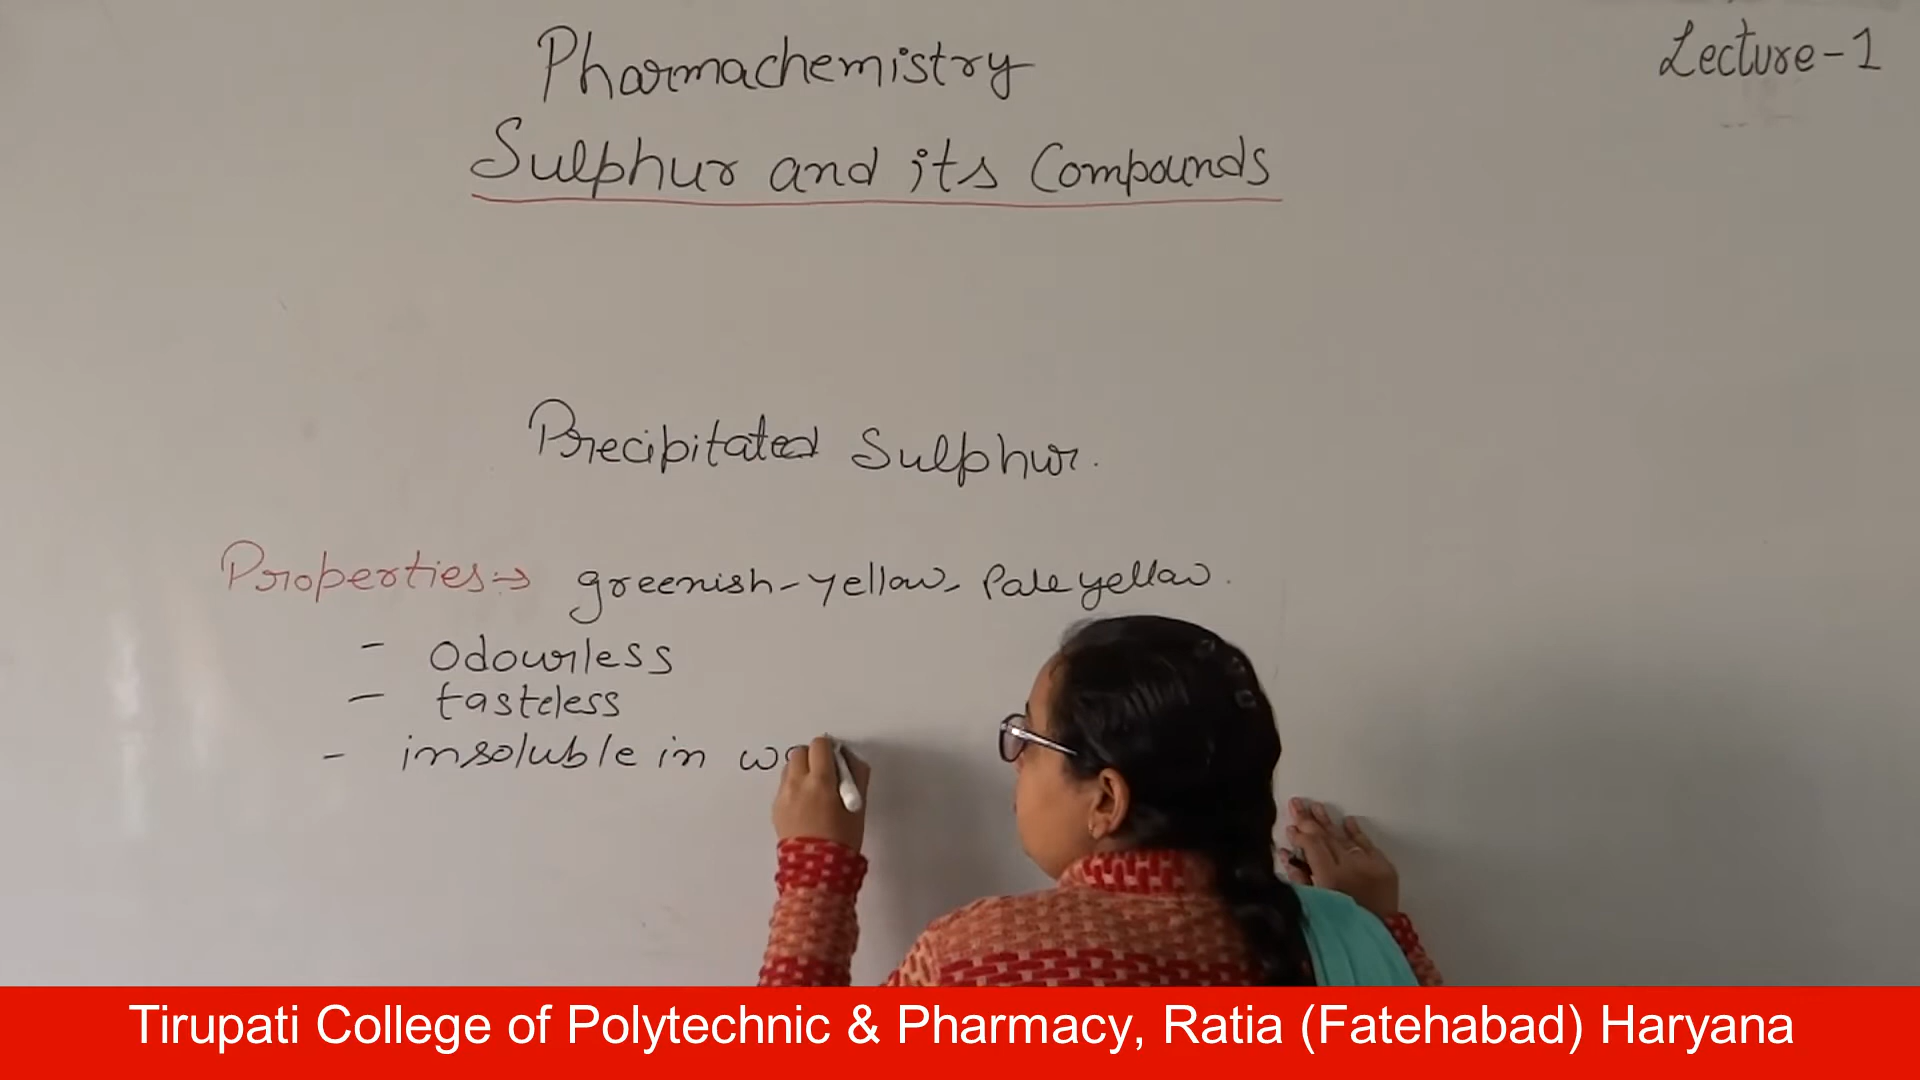 Pharmachemistry
Lecture-1
Sulphur and its Compounds
Precipitated Sulphur.
Properties:→ greenish-yellow, Pale yellow.
- odourless
- tasteless
- insoluble in
Tirupati College of Polytechnic & Pharmacy, Ratia (Fatehabad) Haryana